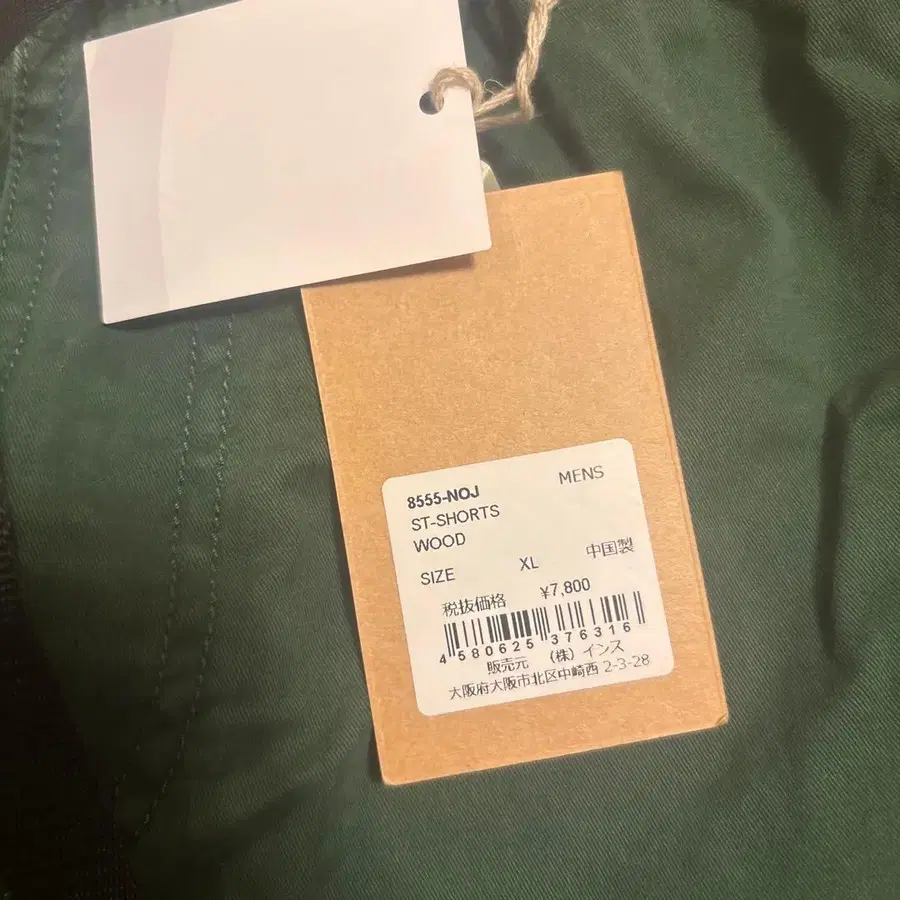 8555-NOJ MENS
ST-SHORTS
WOOD
SIZE XL 中国製
税抜価格 ¥7,800
4 580625 376316
販売元 (株) インス
大阪府大阪市北区中崎西 2-3-28